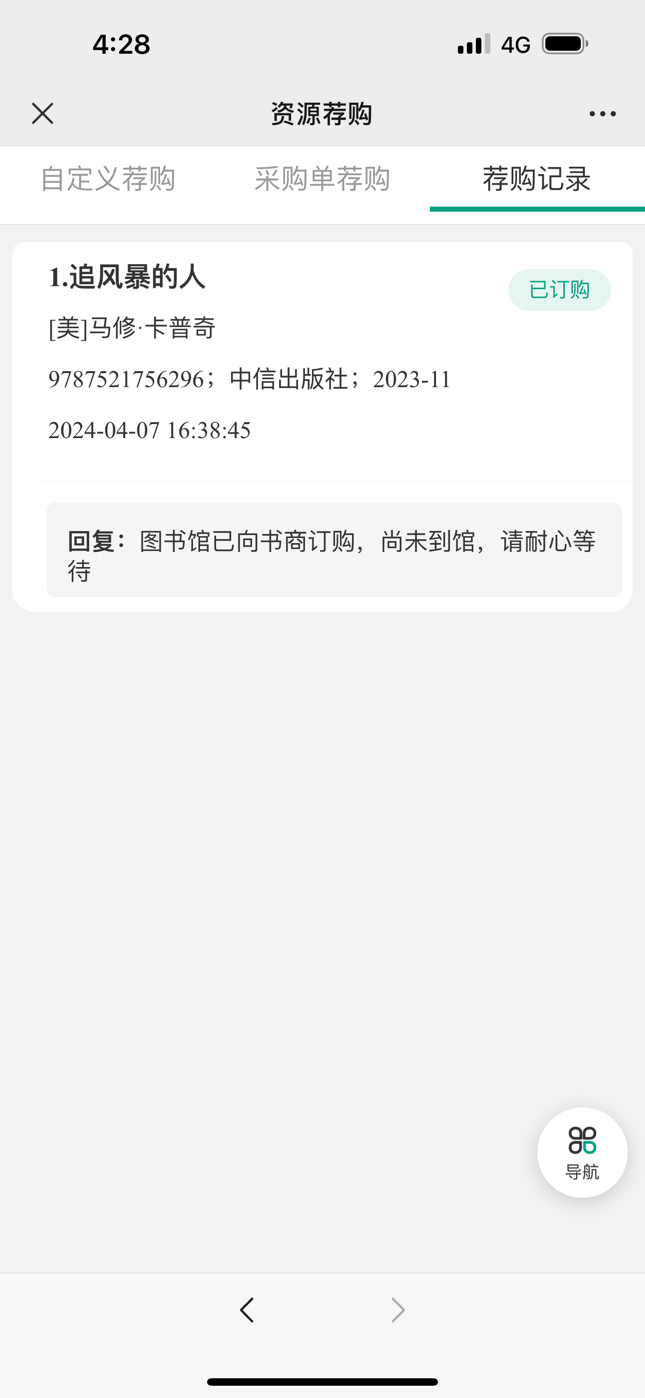 4:28
4G
资源荐购
自定义荐购
采购单荐购
荐购记录
1.追风暴的人
已订购
[美]马修·卡普奇
9787521756296；中信出版社；2023-11
2024-04-07 16:38:45
回复：图书馆已向书商订购，尚未到馆，请耐心等
待
导航